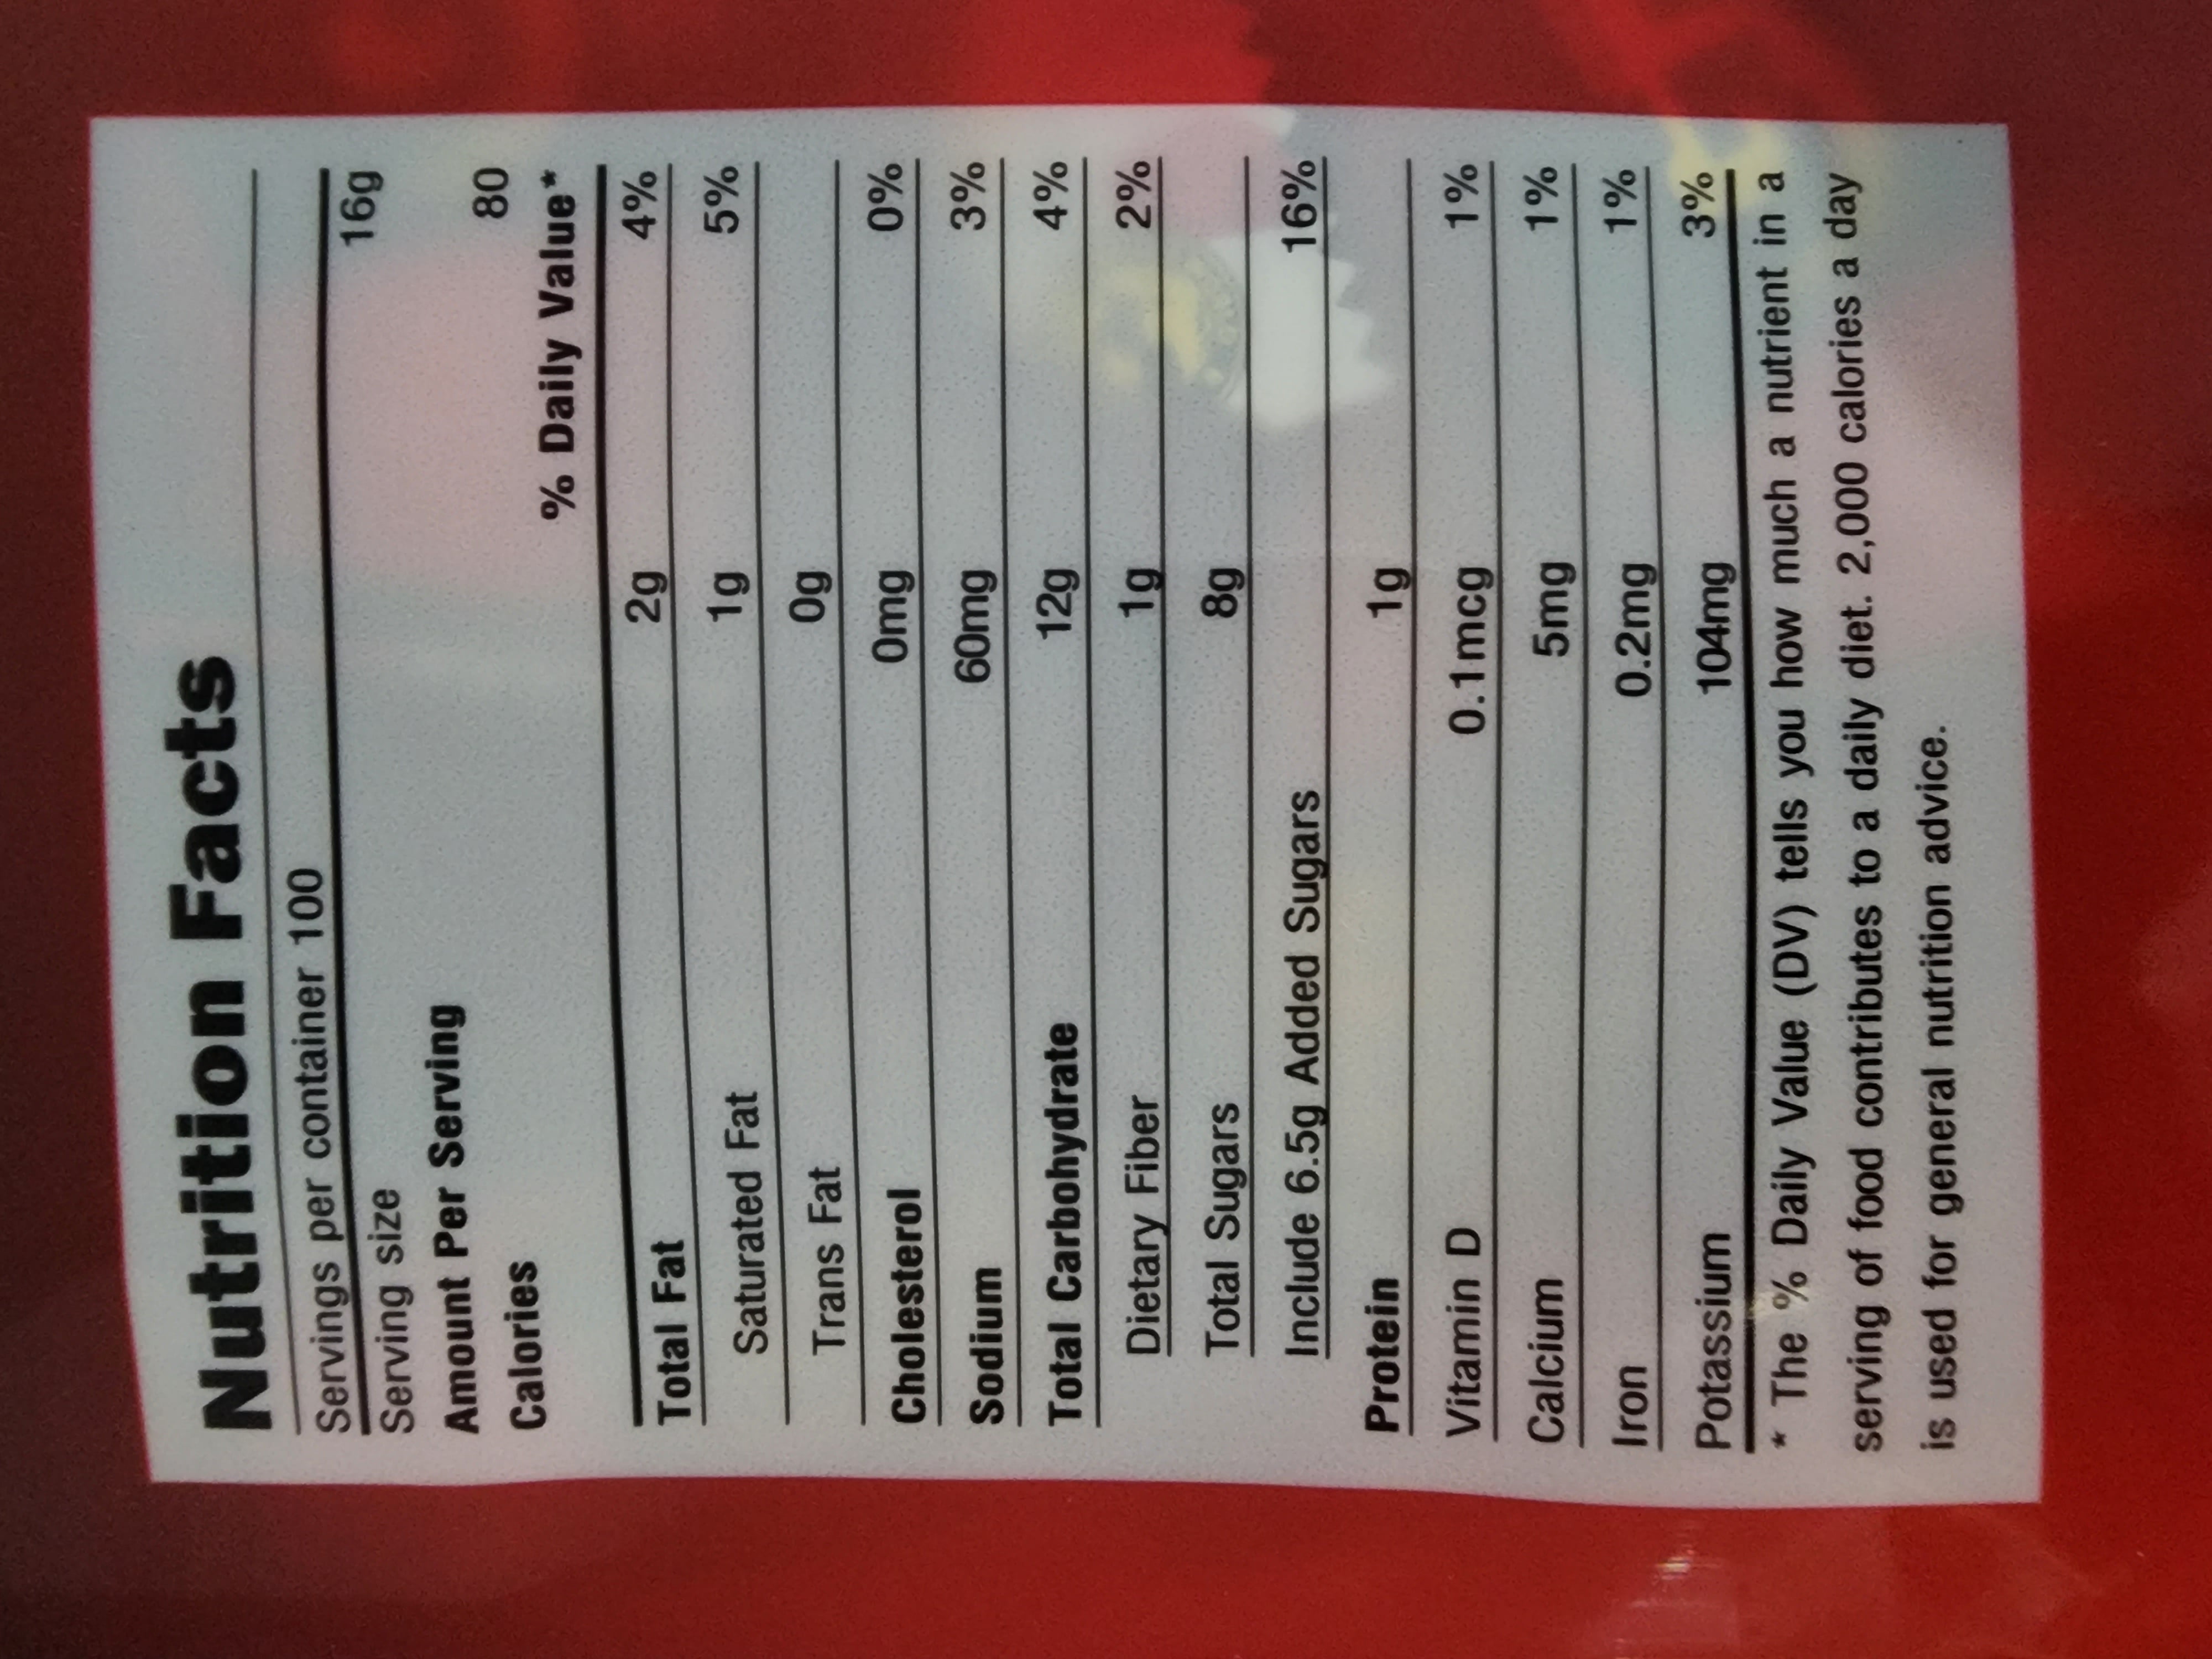 Nutrition Facts
Servings per container 100
Serving size 16g
Amount Per Serving
Calories 80
% Daily Value*
Total Fat 2g 4%
Saturated Fat 1g 5%
Trans Fat 0g
Cholesterol 0mg 0%
Sodium 60mg 3%
Total Carbohydrate 12g 4%
Dietary Fiber 1g 2%
Total Sugars 8g
Include 6.5g Added Sugars 16%
Protein 1g
Vitamin D 0.1mcg 1%
Calcium 5mg 1%
Iron 0.2mg 1%
Potassium 104mg 3%
* The % Daily Value (DV) tells you how much a nutrient in a
serving of food contributes to a daily diet. 2,000 calories a day
is used for general nutrition advice.